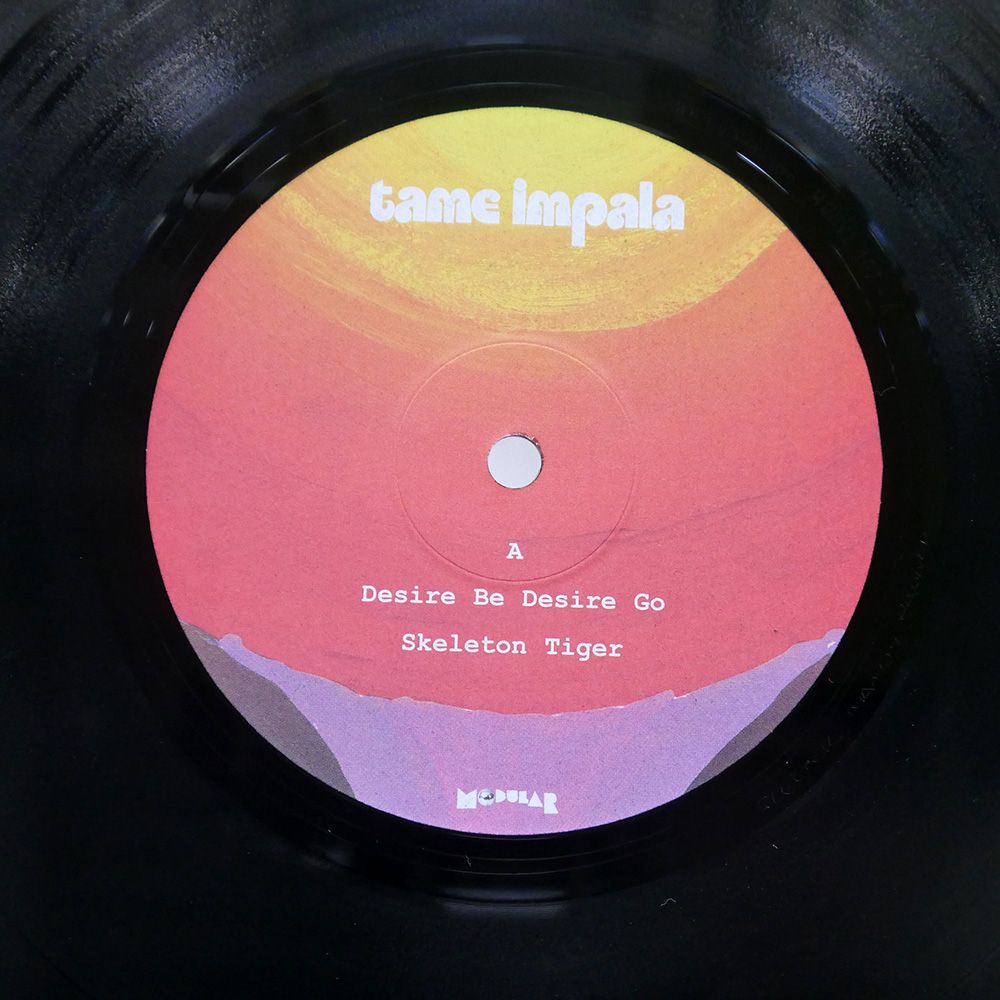 tame impala
A
Desire Be Desire Go
Skeleton Tiger
MODULAR